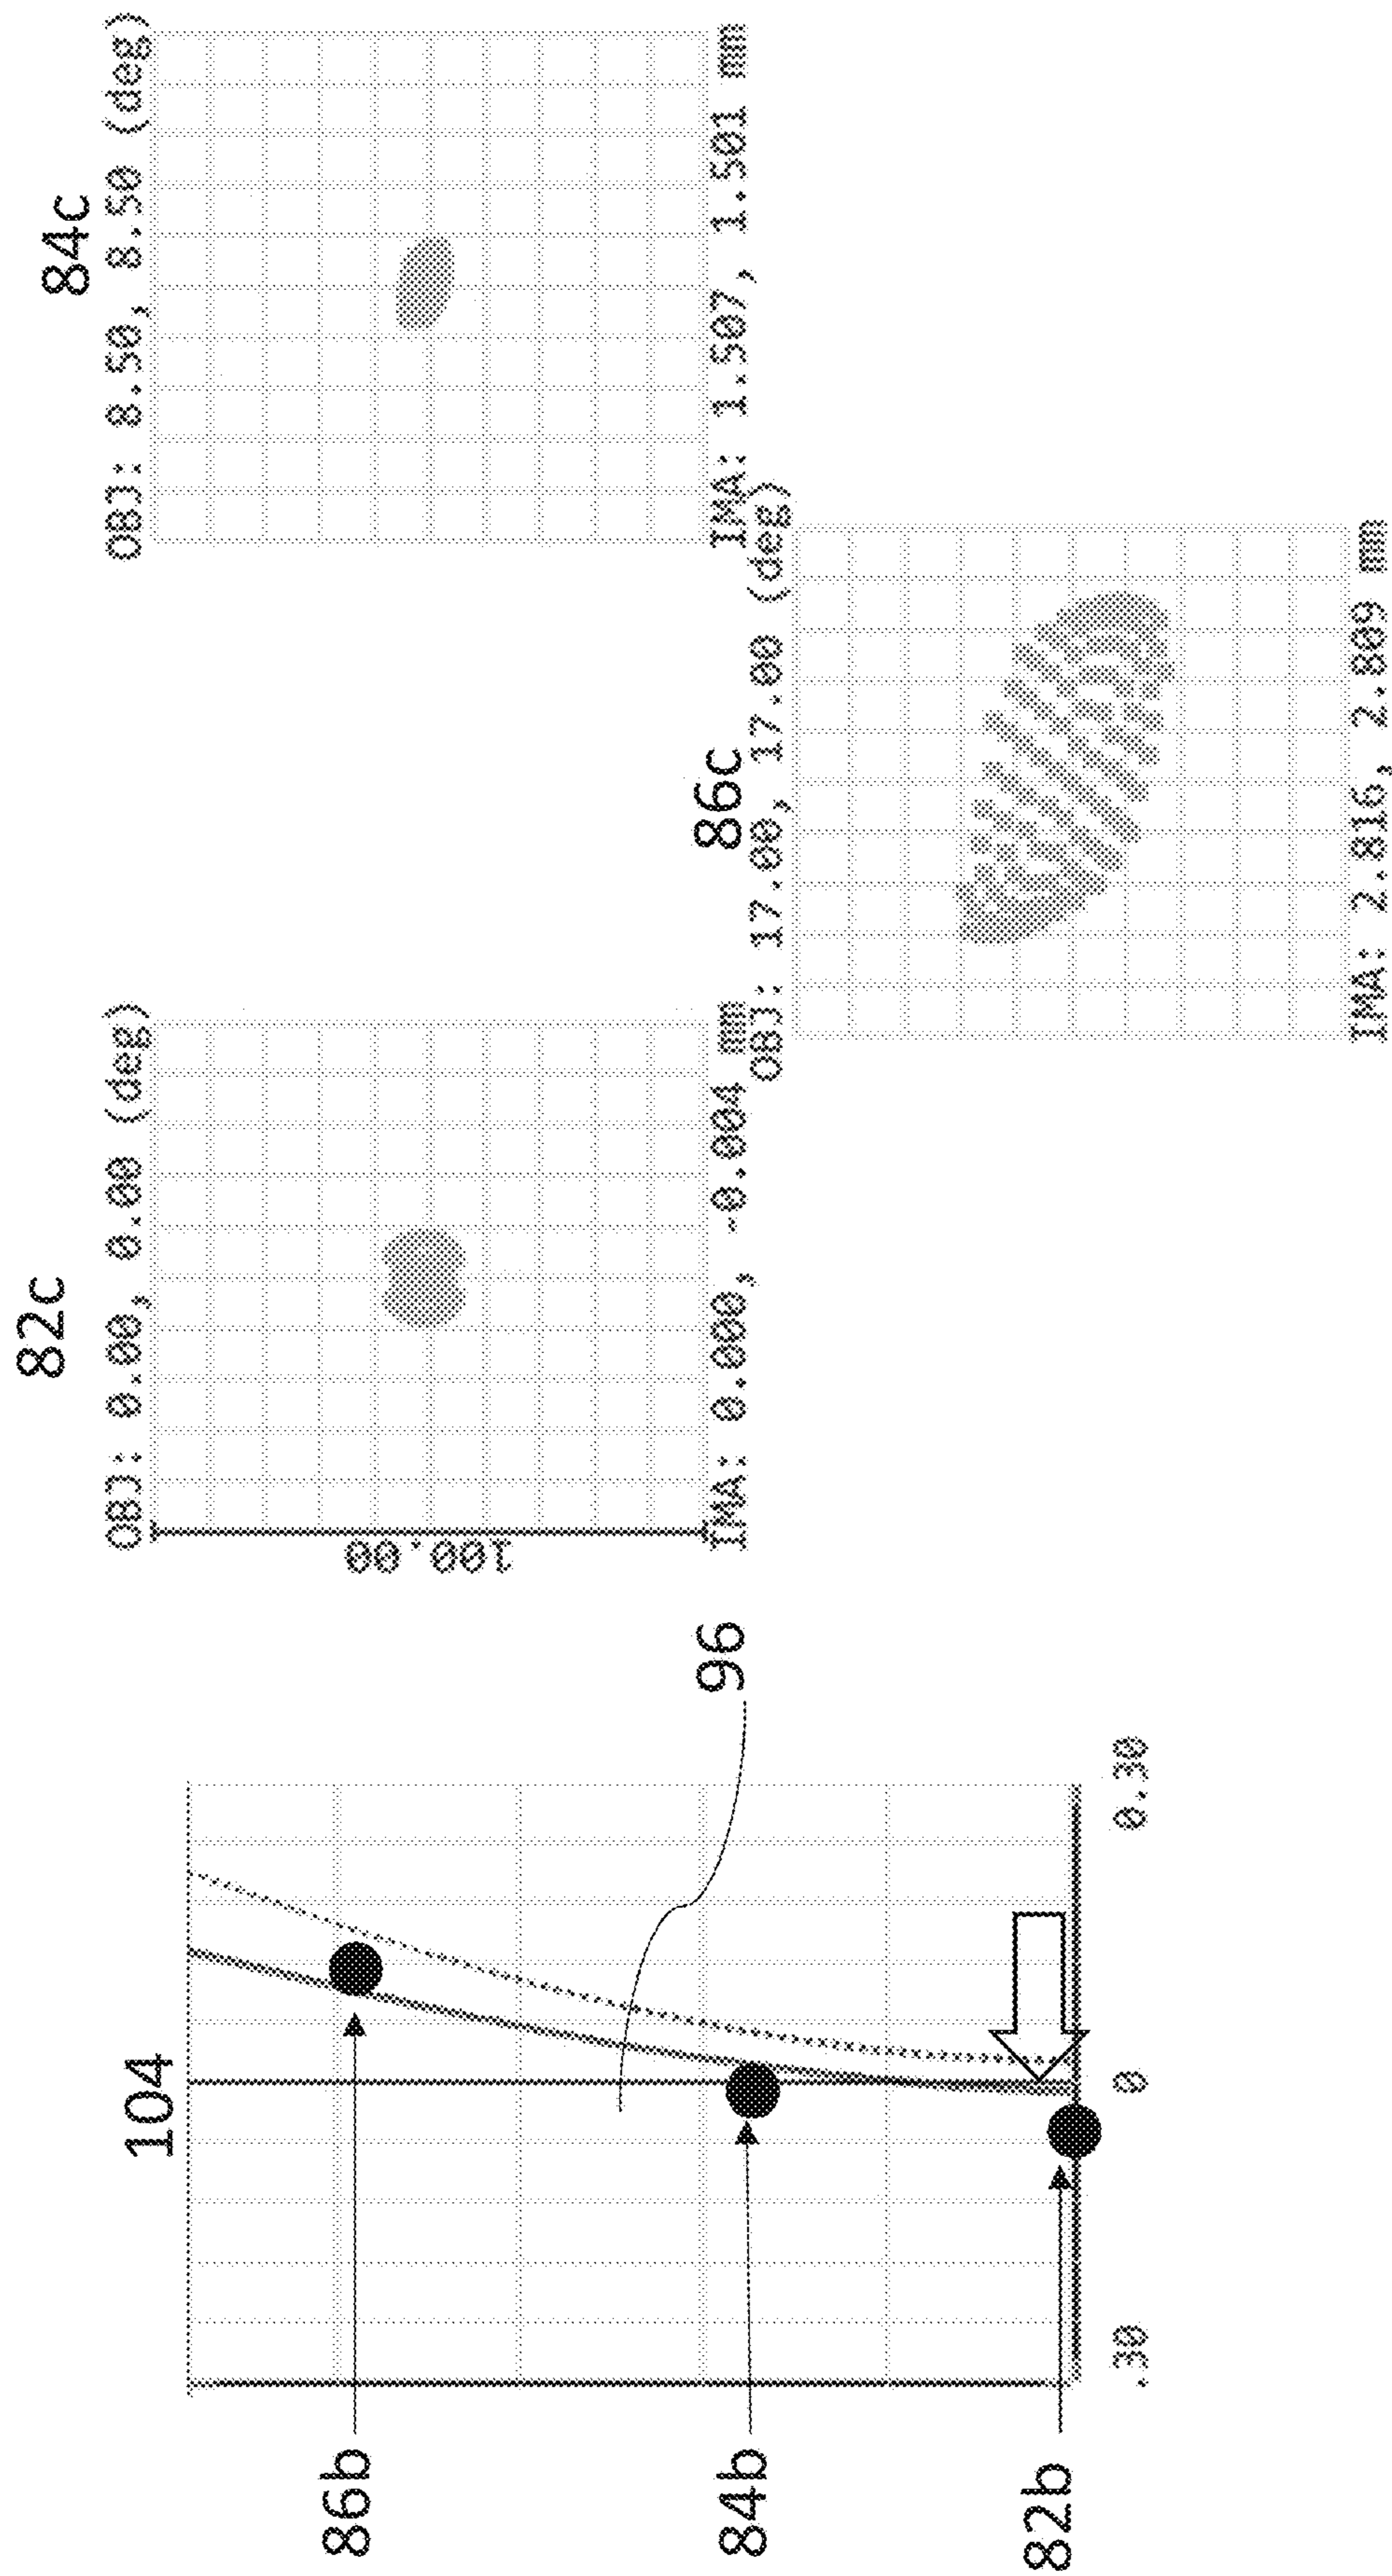 104
86b
84b
82b
96
.30
0
0.30
82c
OBJ: 0.00, 0.00 (deg)
100.00
IMA: 0.000, -0.004 mm
84c
OBJ: 8.50, 8.50 (deg)
IMA: 1.507, 1.501 mm
86c
OBJ: 17.00, 17.00 (deg)
IMA: 2.816, 2.809 mm